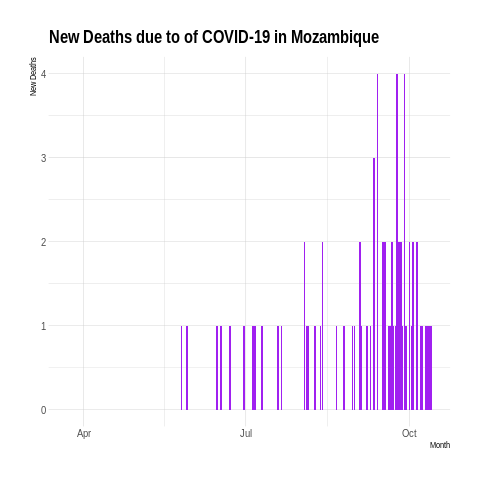 New Deaths due to of COVID-19 in Mozambique
New Deaths
4
3
2
1
0
Apr Jul Oct
Month